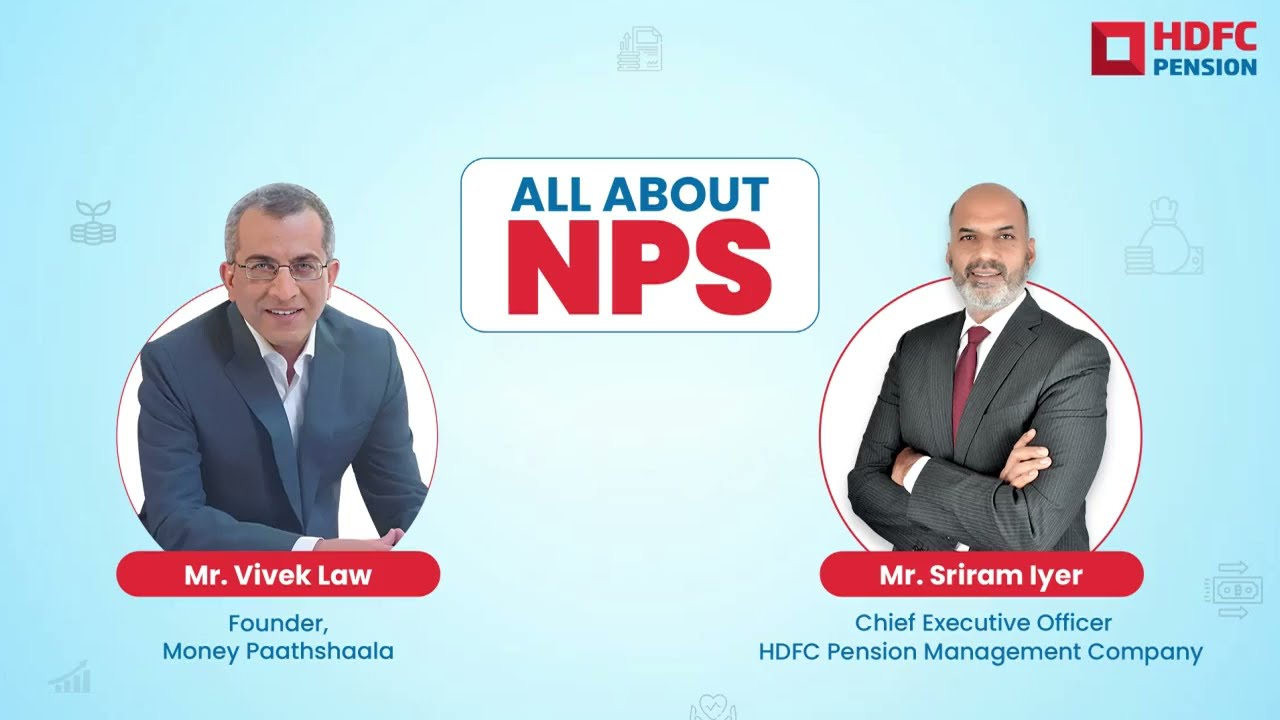 HDFC
PENSION
ALL ABOUT
NPS
Mr. Vivek Law
Founder,
Money Paathshaala
Mr. Sriram Iyer
Chief Executive Officer
HDFC Pension Management Company